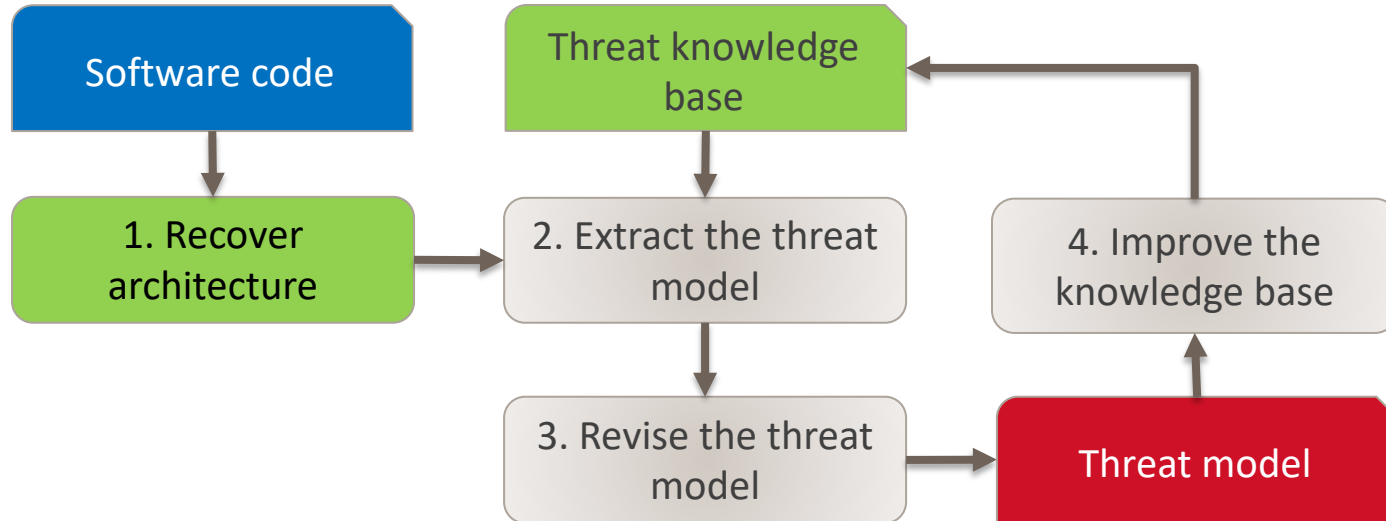 Software code
Threat knowledge
base
1. Recover
architecture
2. Extract the threat
model
4. Improve the
knowledge base
3. Revise the threat
model
Threat model